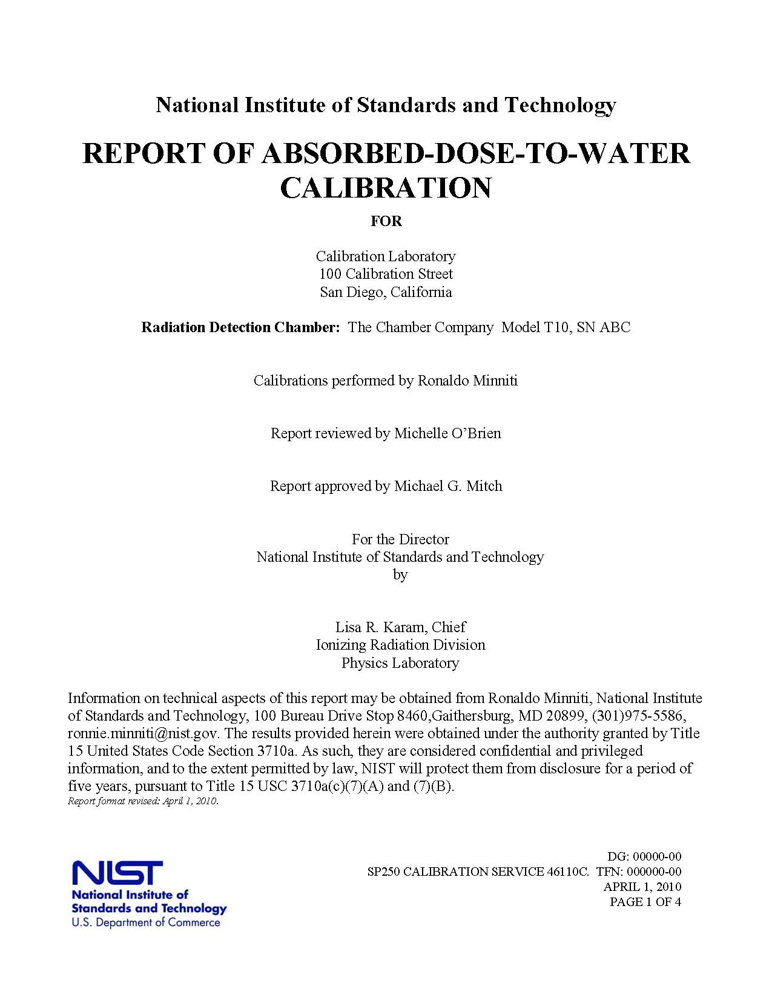 National Institute of Standards and Technology
REPORT OF ABSORBED-DOSE-TO-WATER
CALIBRATION
FOR
Calibration Laboratory
100 Calibration Street
San Diego, California
Radiation Detection Chamber:  The Chamber Company  Model T10, SN ABC
Calibrations performed by Ronaldo Minniti
Report reviewed by Michelle O’Brien
Report approved by Michael G. Mitch
For the Director
National Institute of Standards and Technology
by
Lisa R. Karam, Chief
Ionizing Radiation Division
Physics Laboratory
Information on technical aspects of this report may be obtained from Ronaldo Minniti, National Institute
of Standards and Technology, 100 Bureau Drive Stop 8460,Gaithersburg, MD 20899, (301)975-5586,
ronnie.minniti@nist.gov. The results provided herein were obtained under the authority granted by Title
15 United States Code Section 3710a. As such, they are considered confidential and privileged
information, and to the extent permitted by law, NIST will protect them from disclosure for a period of
five years, pursuant to Title 15 USC 3710a(c)(7)(A) and (7)(B).
Report format revised: April 1, 2010.
NIST
National Institute of
Standards and Technology
U.S. Department of Commerce
DG: 00000-00
SP250 CALIBRATION SERVICE 46110C.  TFN: 000000-00
APRIL 1, 2010
PAGE 1 OF 4